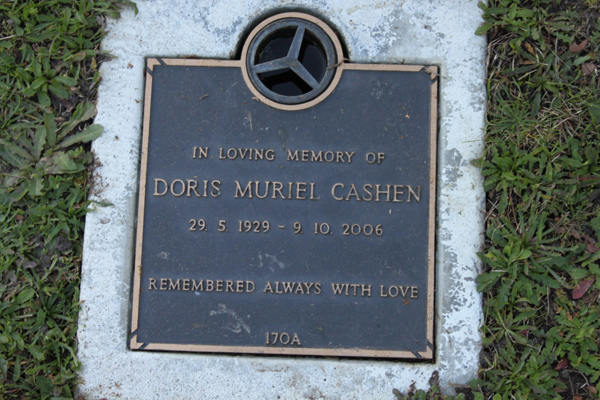 IN LOVING MEMORY OF
DORIS MURIEL CASHEN
29. 5. 1929 - 9. 10. 2006
REMEMBERED ALWAYS WITH LOVE
170A